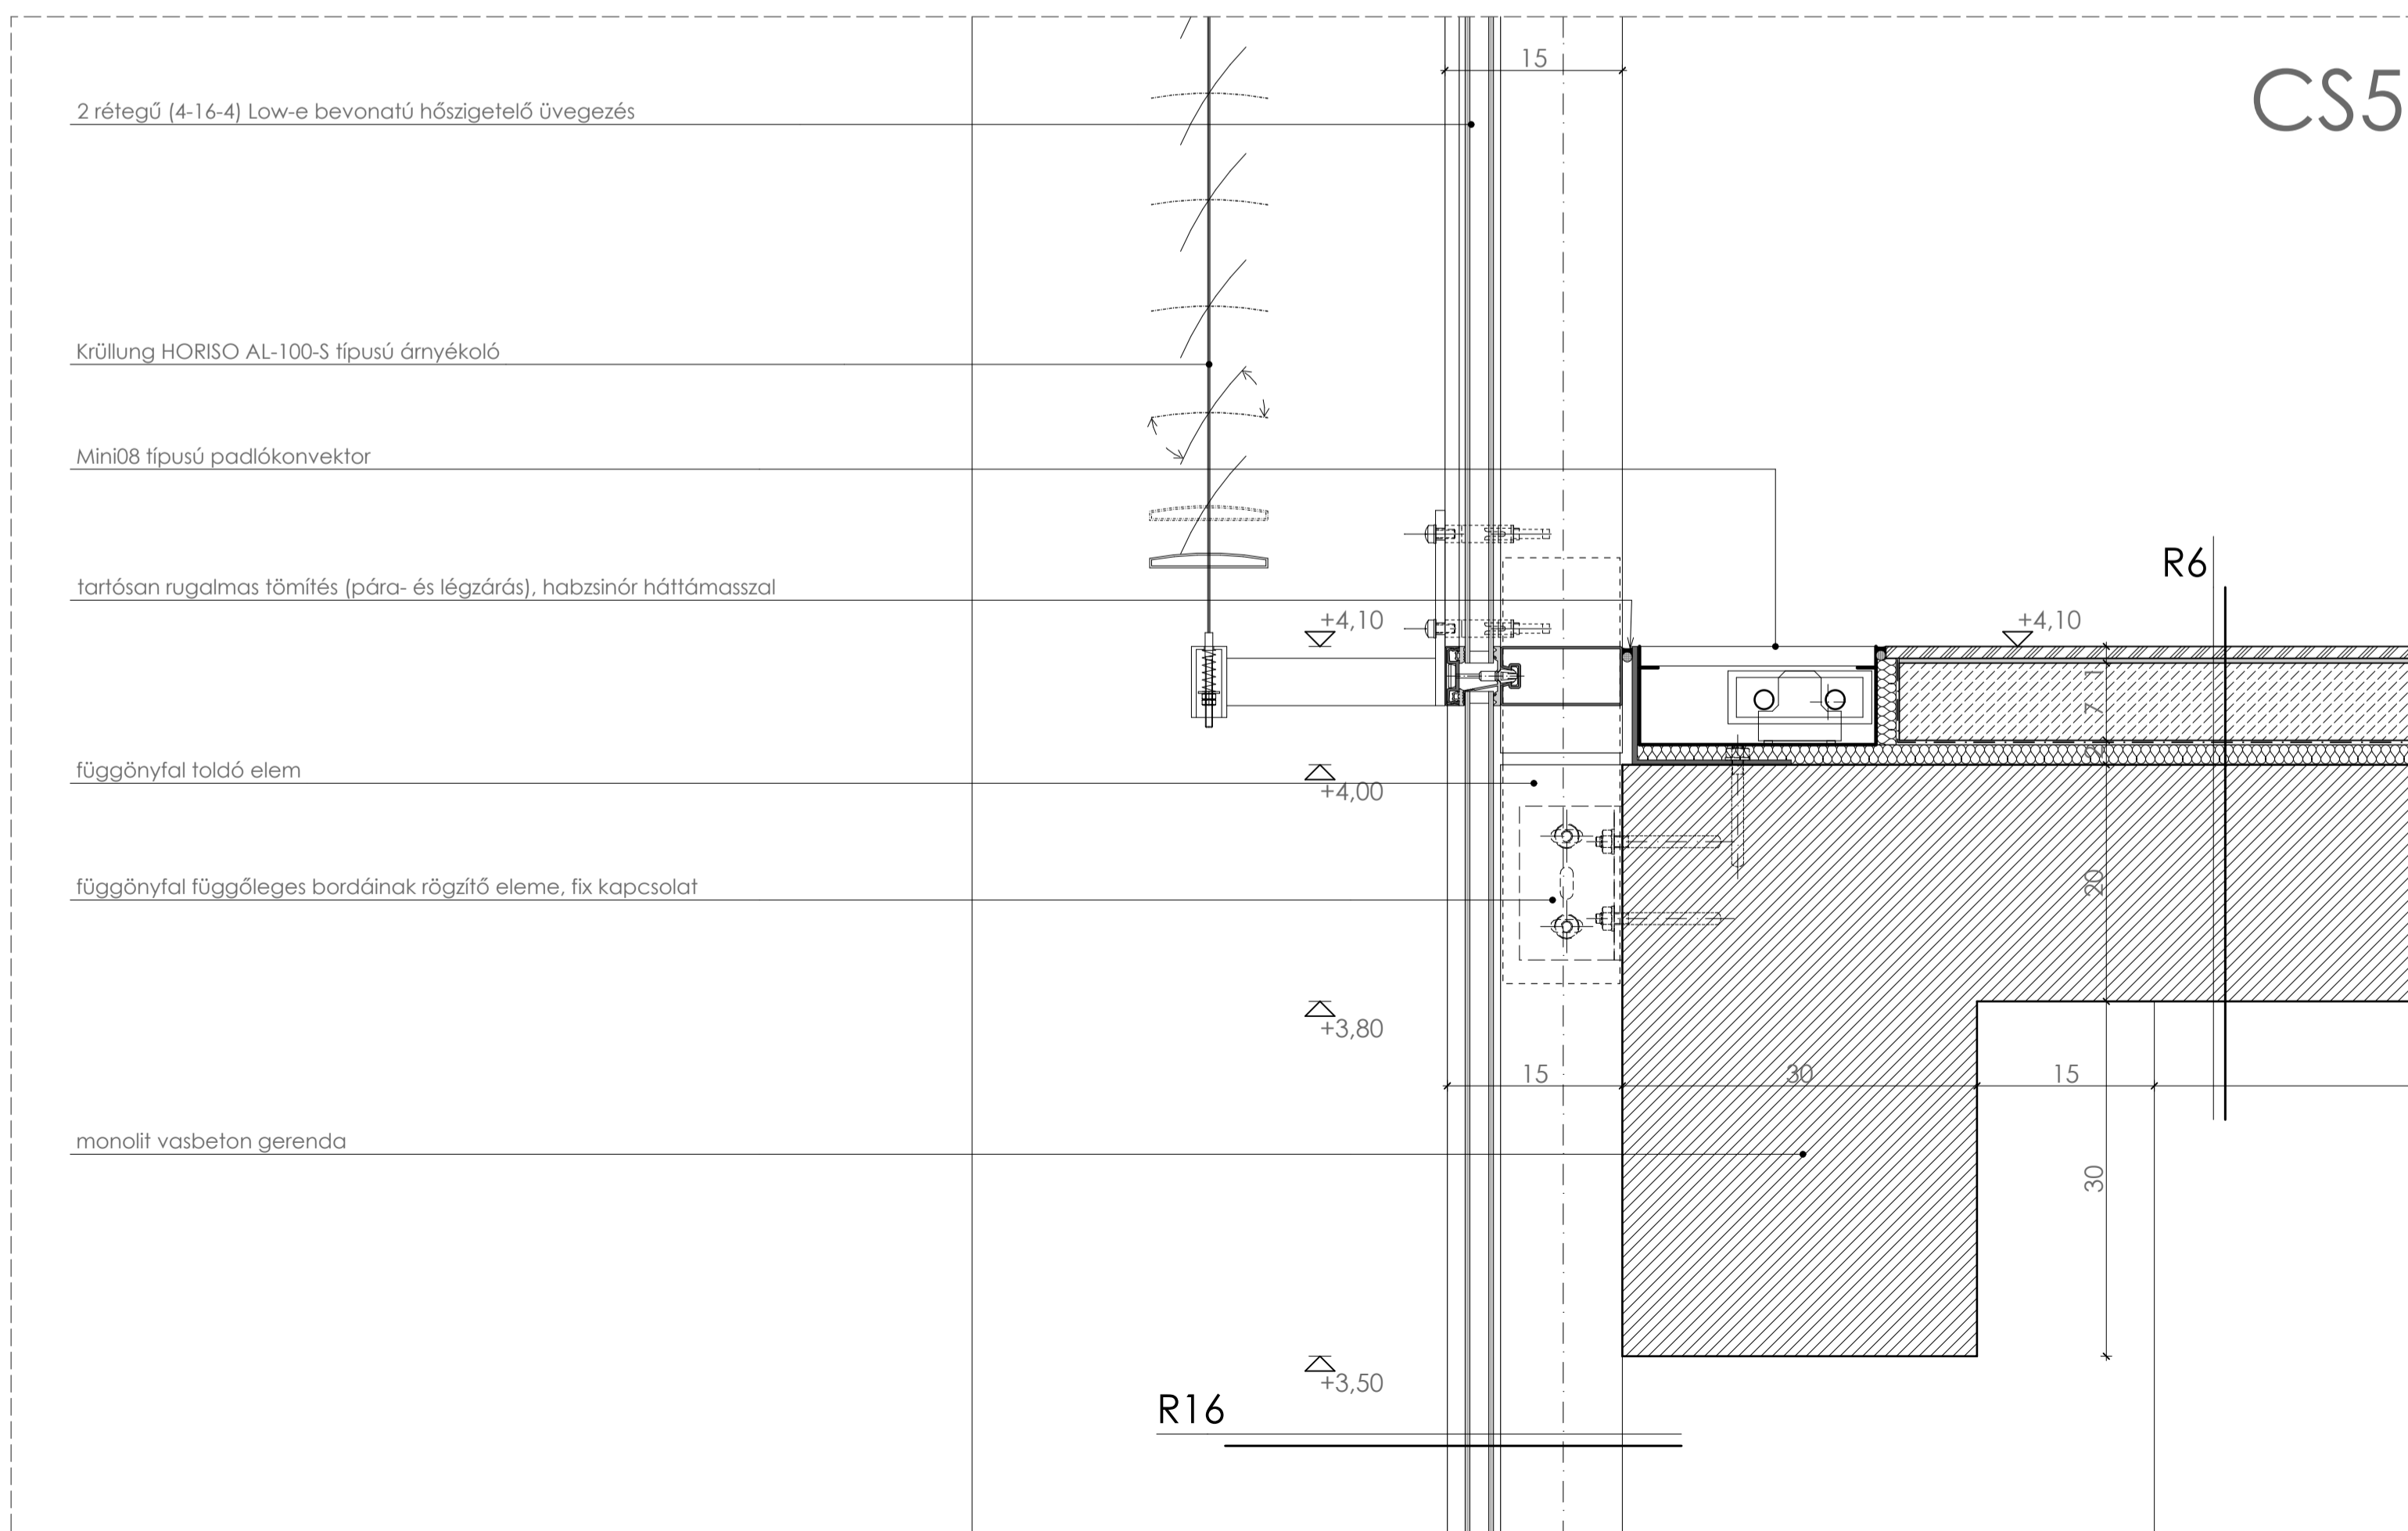 15
CS5
2 rétegű (4-16-4) Low-e bevonatú hőszigetelő üvegezés
Krüllung HORISO AL-100-S típusú árnyékoló
Mini08 típusú padlókonvektor
R6
tartósan rugalmas tömítés (pára- és légzárás), habzsinór háttámasszal
+4,10
+4,10
1
7
2
függönyfal toldó elem
+4,00
függönyfal függőleges bordáinak rögzítő eleme, fix kapcsolat
20
+3,80
15
30
15
monolit vasbeton gerenda
30
+3,50
R16